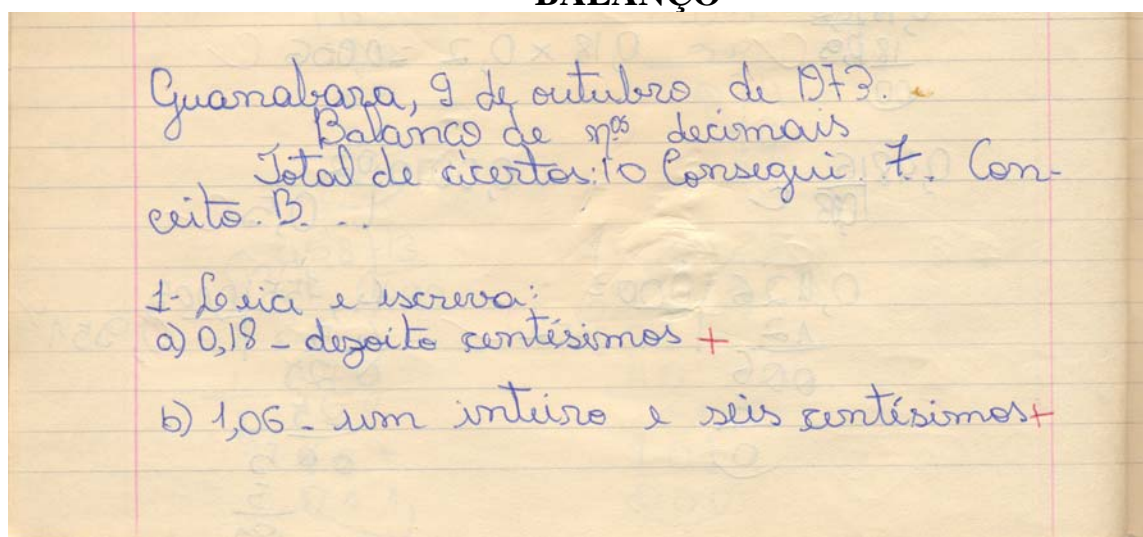 BALANÇO
Guanabara, 9 de outubro de 1973.
Balanço de nos decimais
Total de acertos: 10 Consegui 7. Con-
ceito. B. . .
1- Leia e escreva:
a) 0,18 - dezoito centésimos +
b) 1,06 - um inteiro e seis centésimos +